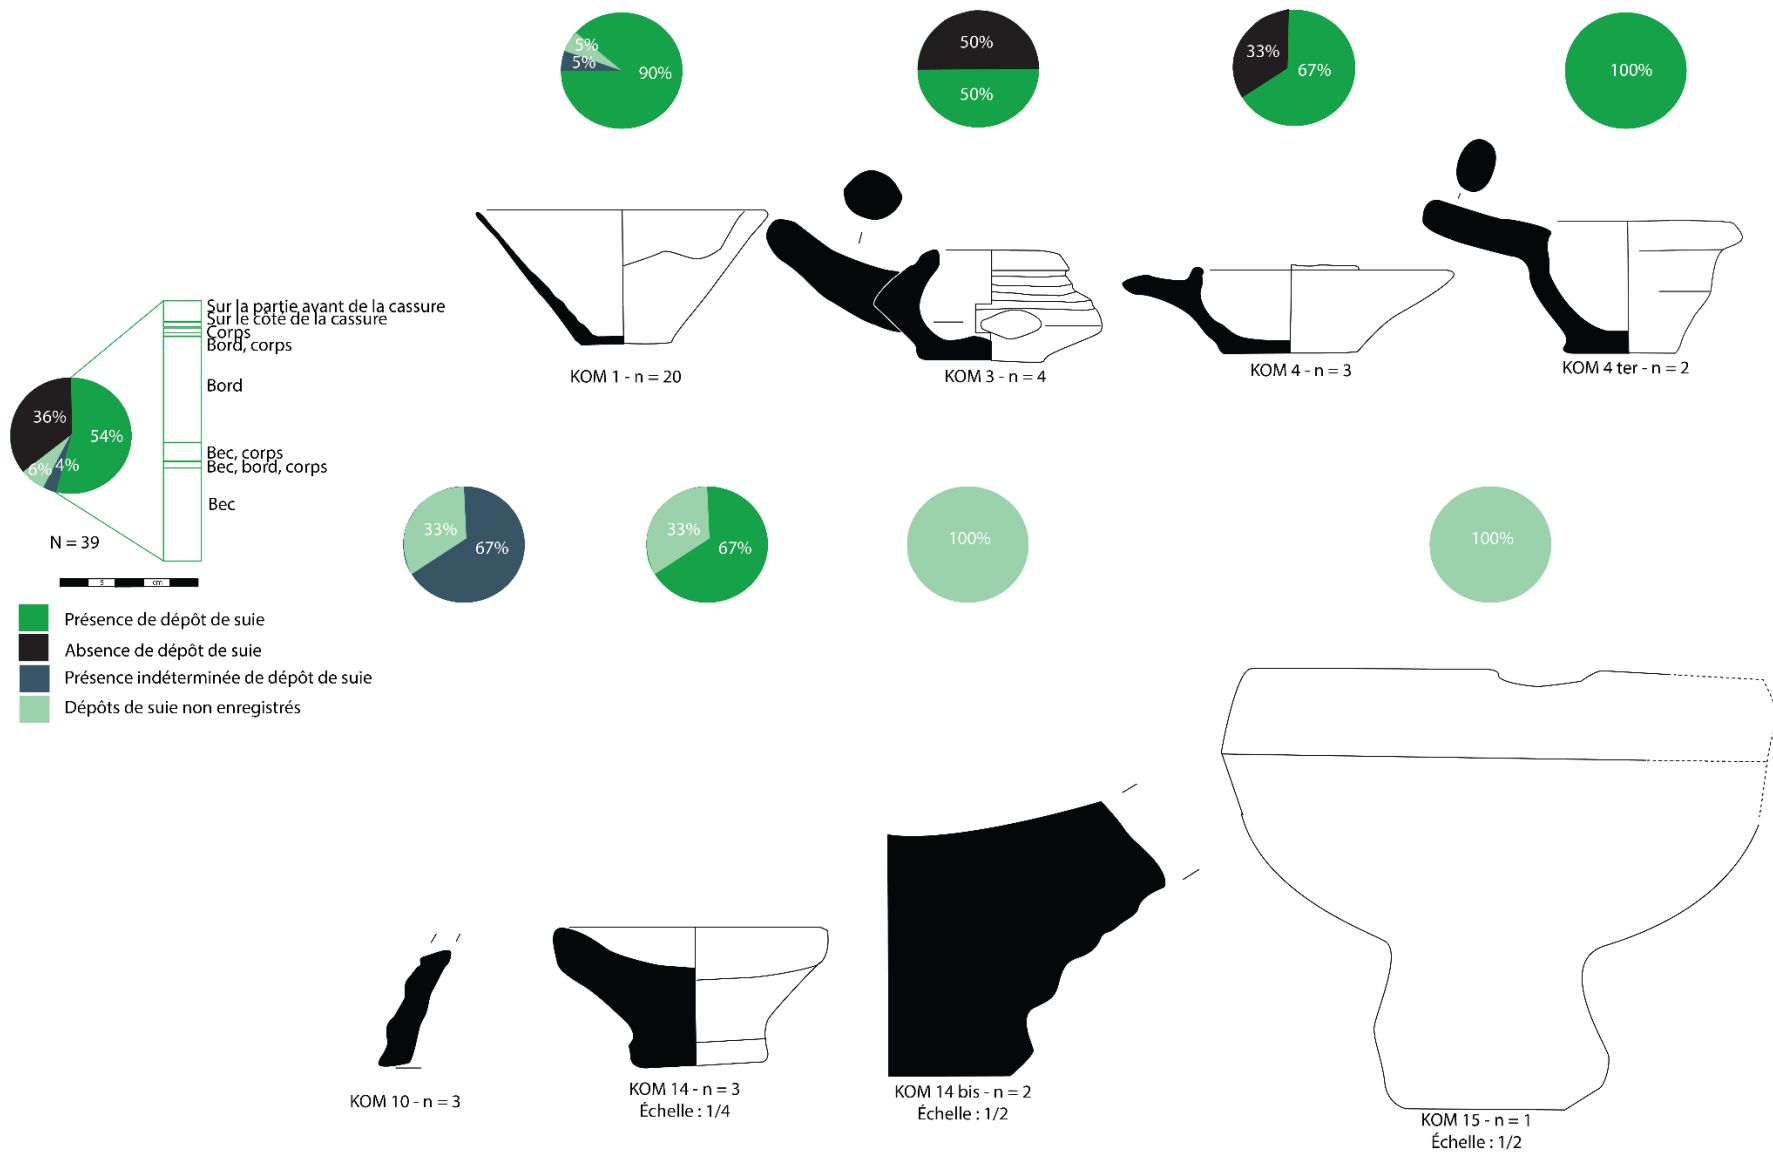 5%
5%
90%
50%
50%
33%
67%
100%
KOM 1 - n = 20
KOM 3 - n = 4
KOM 4 - n = 3
KOM 4 ter - n = 2
Sur la partie avant de la cassure
Sur le côté de la cassure
Corps
Bord, corps
Bord
Bec, corps
Bec, bord, corps
Bec
36%
54%
6%
4%
N = 39
5 cm
Présence de dépôt de suie
Absence de dépôt de suie
Présence indéterminée de dépôt de suie
Dépôts de suie non enregistrés
33%
67%
33%
67%
100%
100%
KOM 10 - n = 3
KOM 14 - n = 3
Échelle : 1/4
KOM 14 bis - n = 2
Échelle : 1/2
KOM 15 - n = 1
Échelle : 1/2